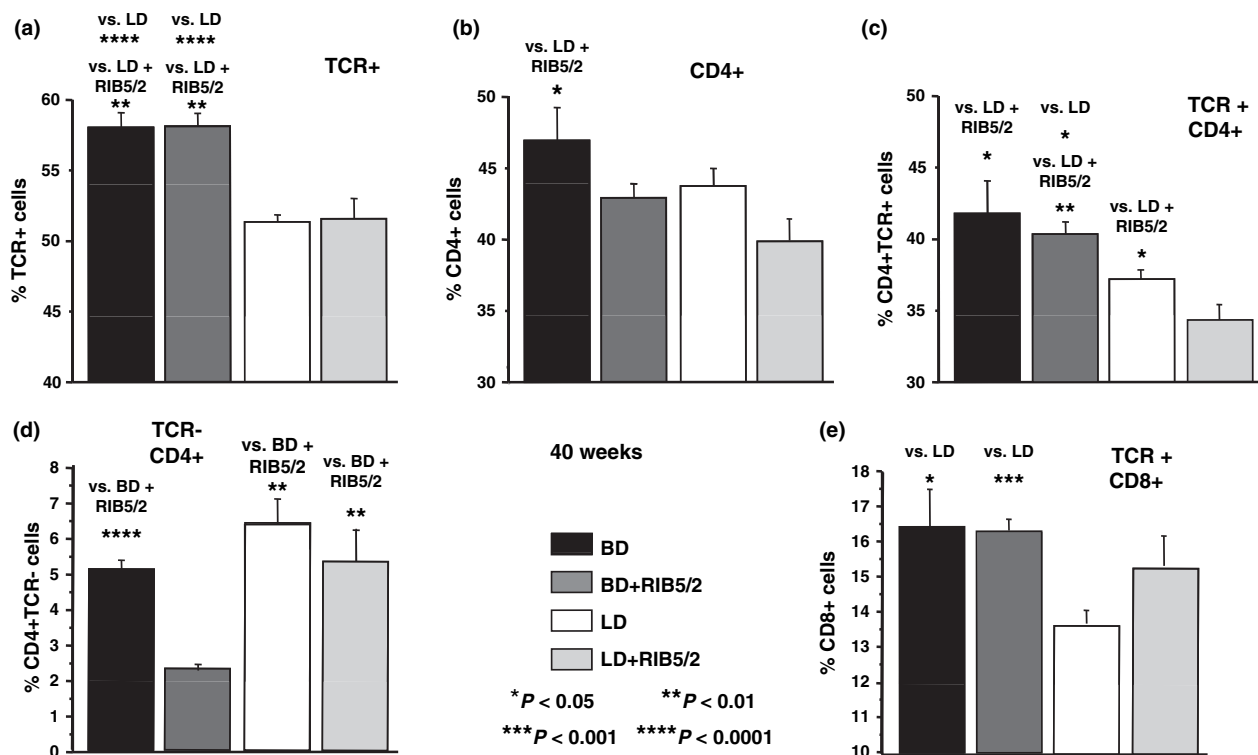 (a)
vs. LD
****
vs. LD
****
vs. LD +
RIB5/2
**
vs. LD +
RIB5/2
**
TCR+
% TCR+ cells
60
55
50
45
40
(b)
vs. LD +
RIB5/2
*
CD4+
% CD4+ cells
50
45
40
35
30
(c)
vs. LD +
RIB5/2
*
vs. LD
*
vs. LD +
RIB5/2
**
vs. LD +
RIB5/2
*
TCR +
CD4+
% CD4+TCR+ cells
50
45
40
35
30
(d)
TCR-
CD4+
vs. BD +
RIB5/2
****
vs. BD +
RIB5/2
**
vs. BD +
RIB5/2
**
% CD4+TCR- cells
8
7
6
5
4
3
2
1
0
40 weeks
BD
BD+RIB5/2
LD
LD+RIB5/2
*P < 0.05 **P < 0.01
***P < 0.001 ****P < 0.0001
(e)
vs. LD
*
vs. LD
***
TCR +
CD8+
% CD8+ cells
18
17
16
15
14
13
12
11
10